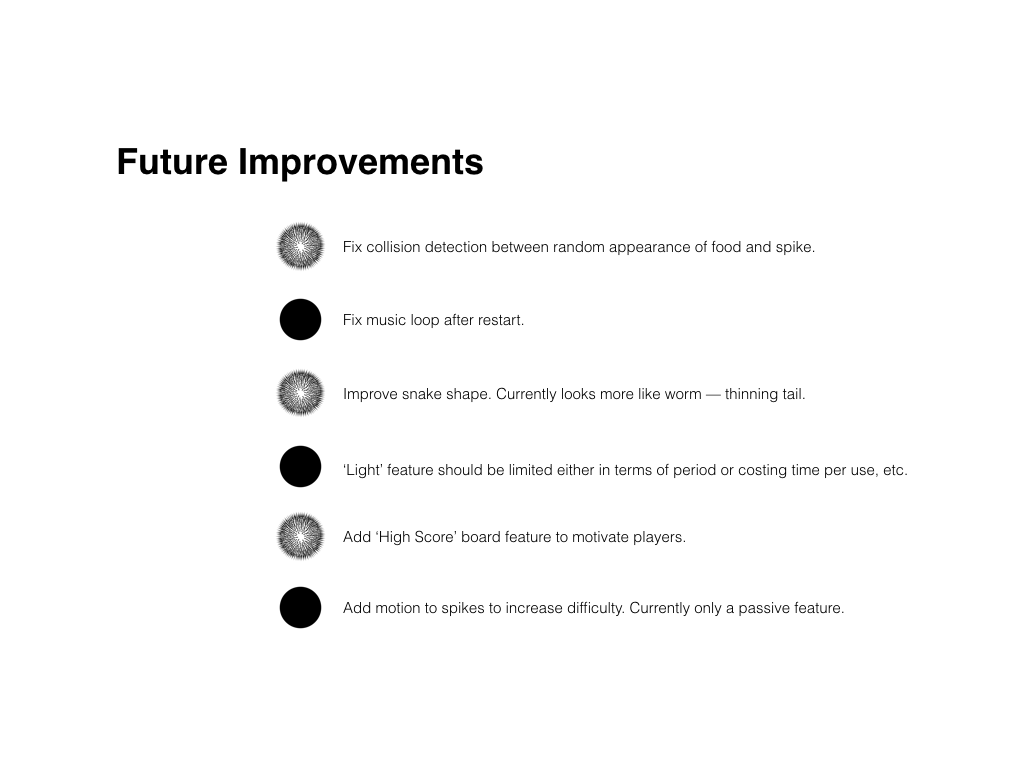 Future Improvements
Fix collision detection between random appearance of food and spike.
Fix music loop after restart.
Improve snake shape. Currently looks more like worm — thinning tail.
‘Light’ feature should be limited either in terms of period or costing time per use, etc.
Add ‘High Score’ board feature to motivate players.
Add motion to spikes to increase difficulty. Currently only a passive feature.